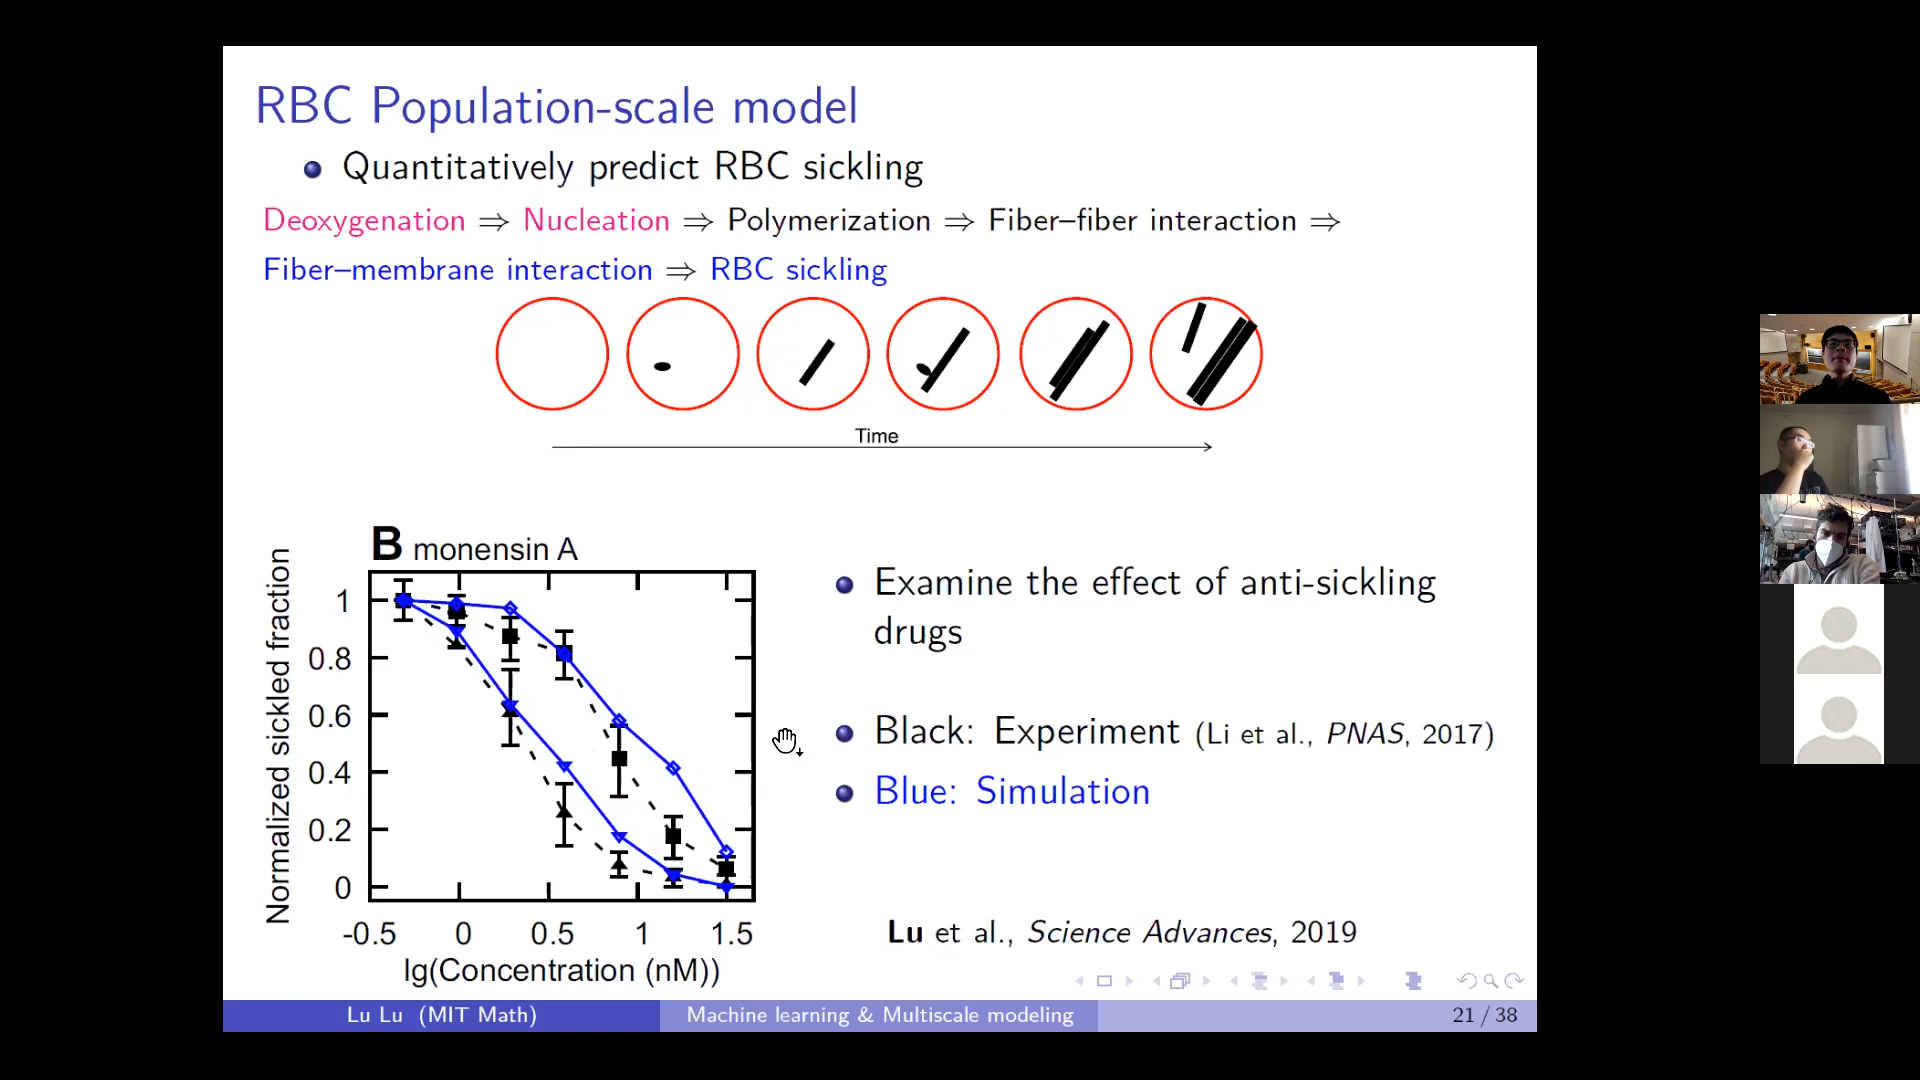 RBC Population-scale model
Quantitatively predict RBC sickling
Deoxygenation ⇒ Nucleation ⇒ Polymerization ⇒ Fiber–fiber interaction ⇒
Fiber–membrane interaction ⇒ RBC sickling
Time
B monensin A
Normalized sickled fraction
1
0.8
0.6
0.4
0.2
0
-0.5 0 0.5 1 1.5
lg(Concentration (nM))
Examine the effect of anti-sickling
drugs
Black: Experiment (Li et al., PNAS, 2017)
Blue: Simulation
Lu et al., Science Advances, 2019
Lu Lu (MIT Math)
Machine learning & Multiscale modeling
21 / 38